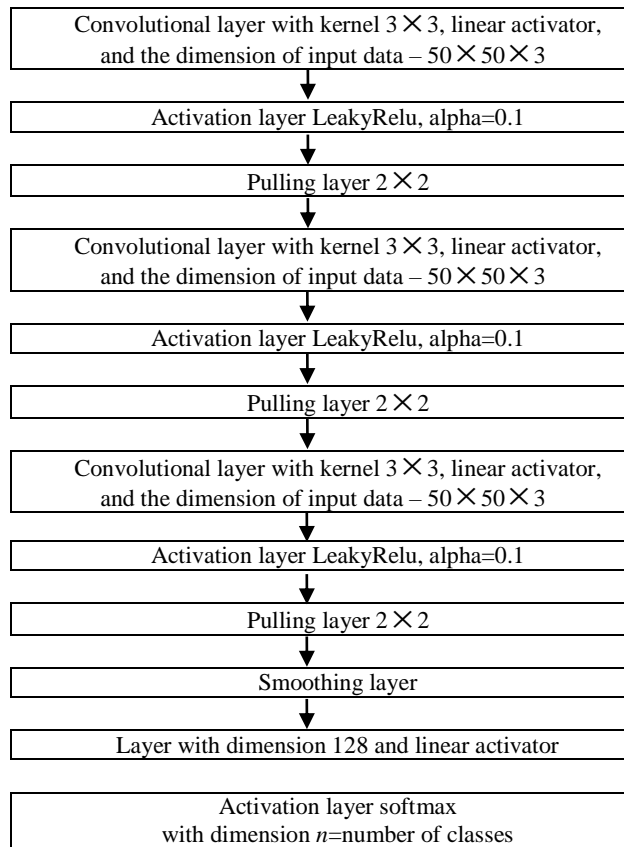 Convolutional layer with kernel 3×3, linear activator,
and the dimension of input data – 50×50×3
Activation layer LeakyRelu, alpha=0.1
Pulling layer 2×2
Convolutional layer with kernel 3×3, linear activator,
and the dimension of input data – 50×50×3
Activation layer LeakyRelu, alpha=0.1
Pulling layer 2×2
Convolutional layer with kernel 3×3, linear activator,
and the dimension of input data – 50×50×3
Activation layer LeakyRelu, alpha=0.1
Pulling layer 2×2
Smoothing layer
Layer with dimension 128 and linear activator
Activation layer softmax
with dimension n=number of classes